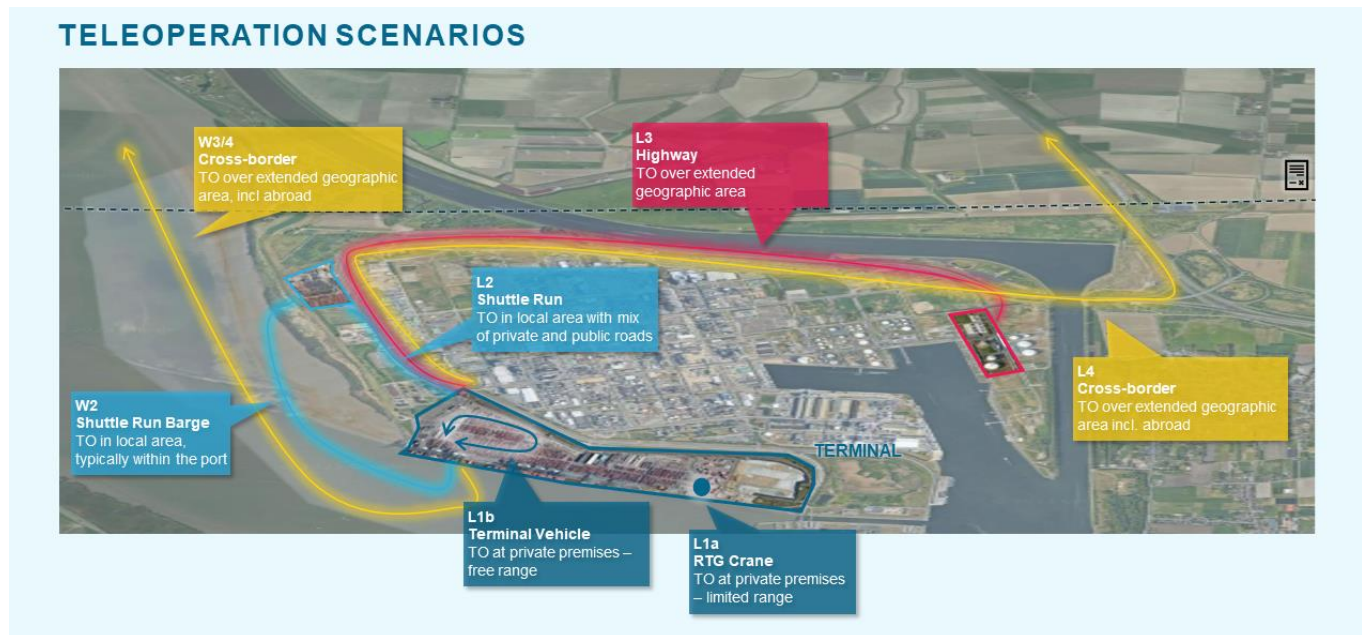 TELEOPERATION SCENARIOS
W3/4
Cross-border
TO over extended geographic
area, incl abroad
L3
Highway
TO over extended
geographic area
L2
Shuttle Run
TO in local area with mix
of private and public roads
W2
Shuttle Run Barge
TO in local area,
typically within the port
L4
Cross-border
TO over extended geographic
area incl. abroad
TERMINAL
L1b
Terminal Vehicle
TO at private premises –
free range
L1a
RTG Crane
TO at private premises
– limited range